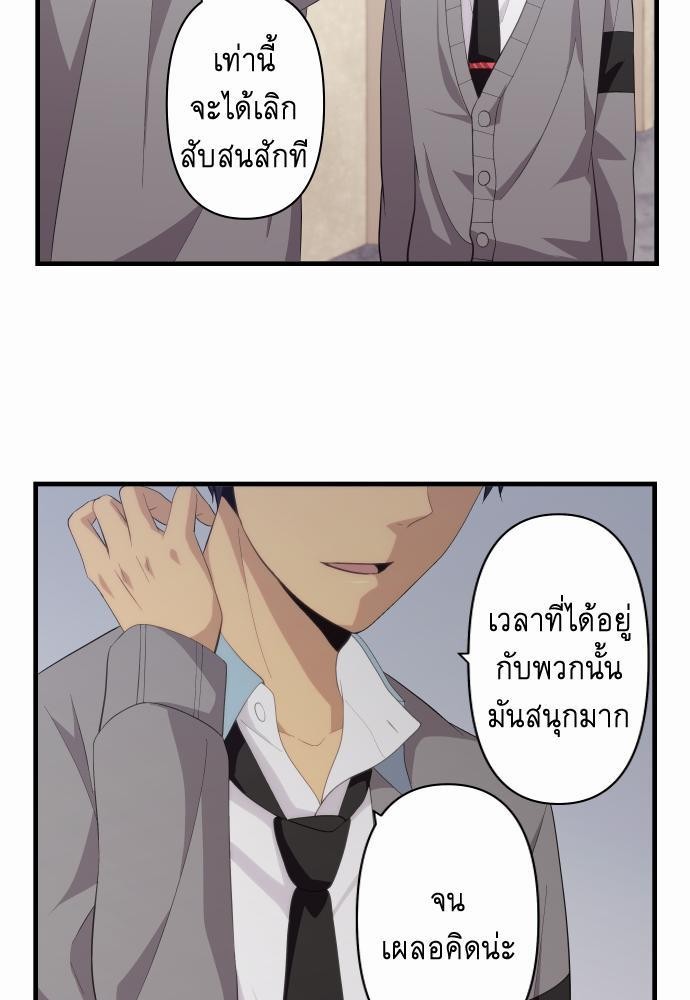 เท่านี้
จะได้เลิก
สับสนสักที
เวลาที่ได้อยู่
กับพวกนั้น
มันสนุกมาก
จน
เผลอคิดน่ะ